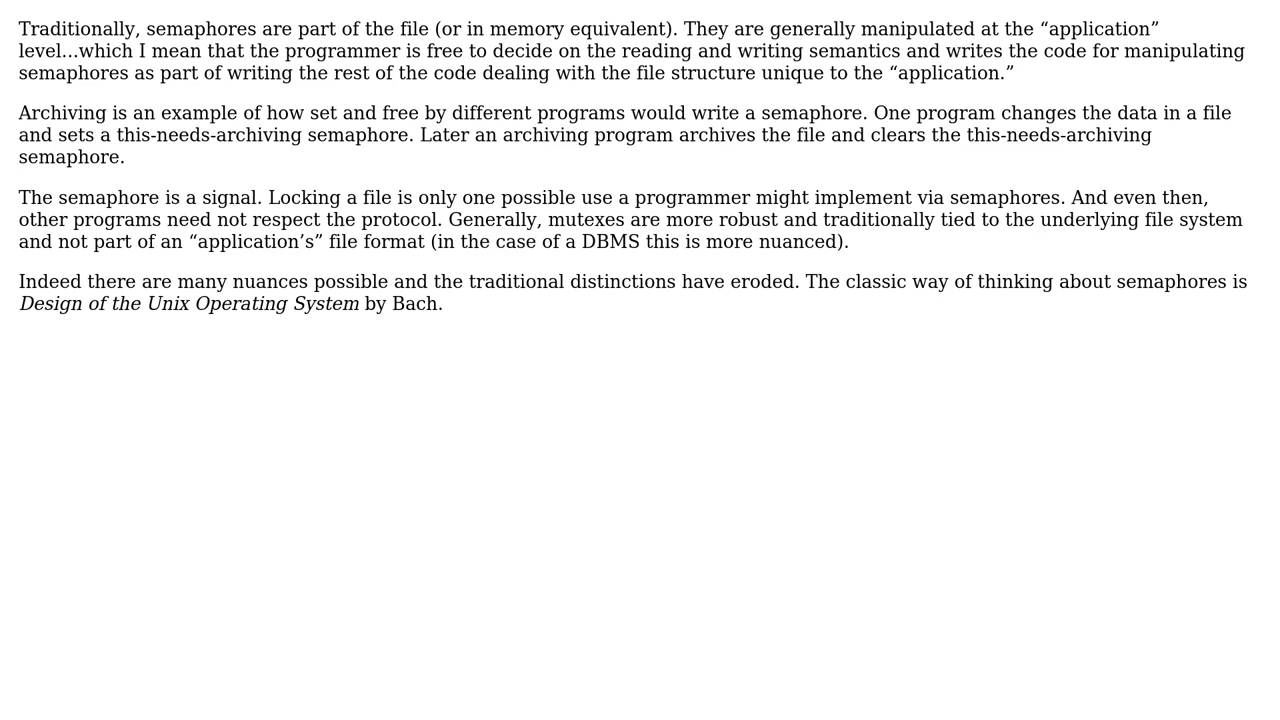 Traditionally, semaphores are part of the file (or in memory equivalent). They are generally manipulated at the “application”
level…which I mean that the programmer is free to decide on the reading and writing semantics and writes the code for manipulating
semaphores as part of writing the rest of the code dealing with the file structure unique to the “application.”
Archiving is an example of how set and free by different programs would write a semaphore. One program changes the data in a file
and sets a this-needs-archiving semaphore. Later an archiving program archives the file and clears the this-needs-archiving
semaphore.
The semaphore is a signal. Locking a file is only one possible use a programmer might implement via semaphores. And even then,
other programs need not respect the protocol. Generally, mutexes are more robust and traditionally tied to the underlying file system
and not part of an “application’s” file format (in the case of a DBMS this is more nuanced).
Indeed there are many nuances possible and the traditional distinctions have eroded. The classic way of thinking about semaphores is
Design of the Unix Operating System by Bach.